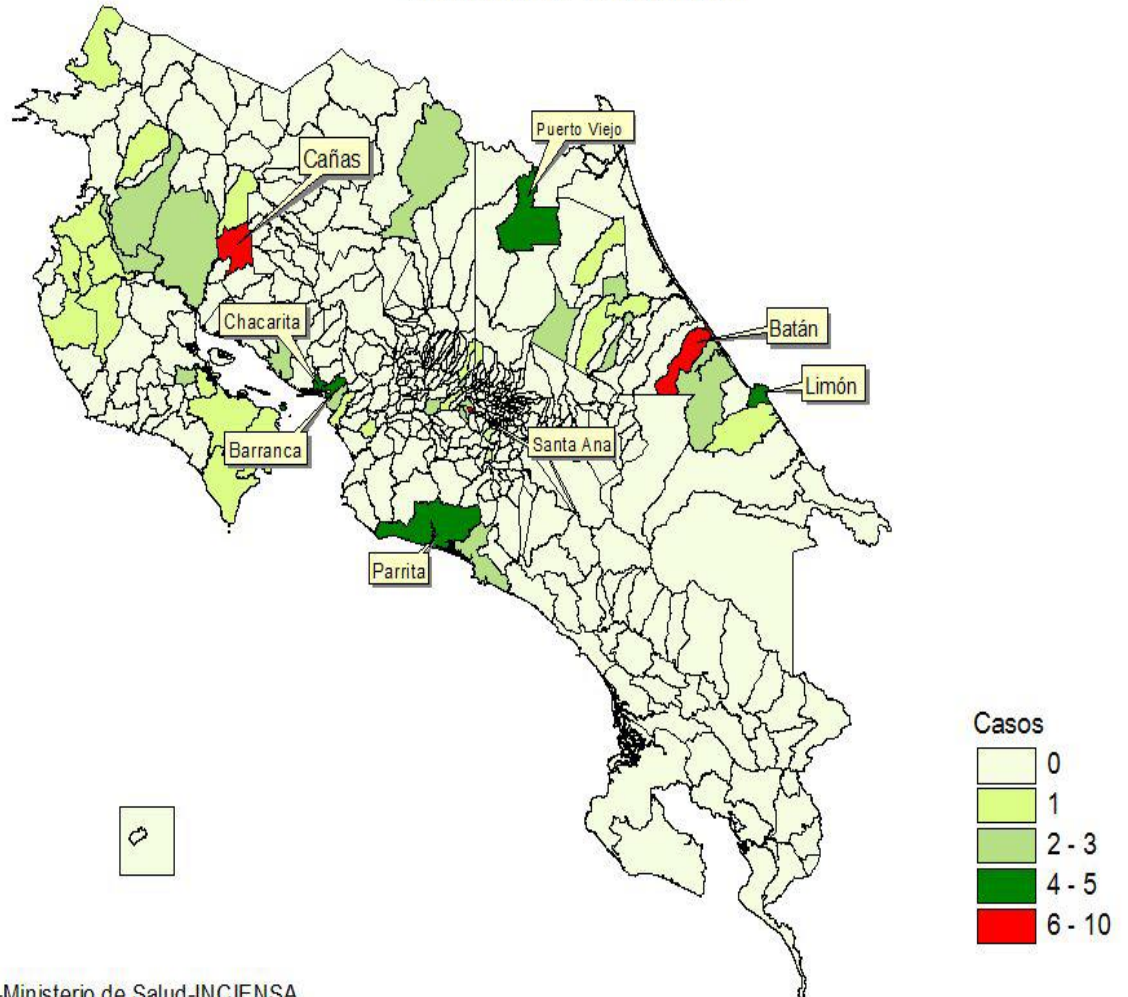 Puerto Viejo
Cañas
Chacarita
Batán
Limón
Barranca
Santa Ana
Parrita
Casos
0
1
2 - 3
4 - 5
6 - 10
-Ministerio de Salud-INCIENSA